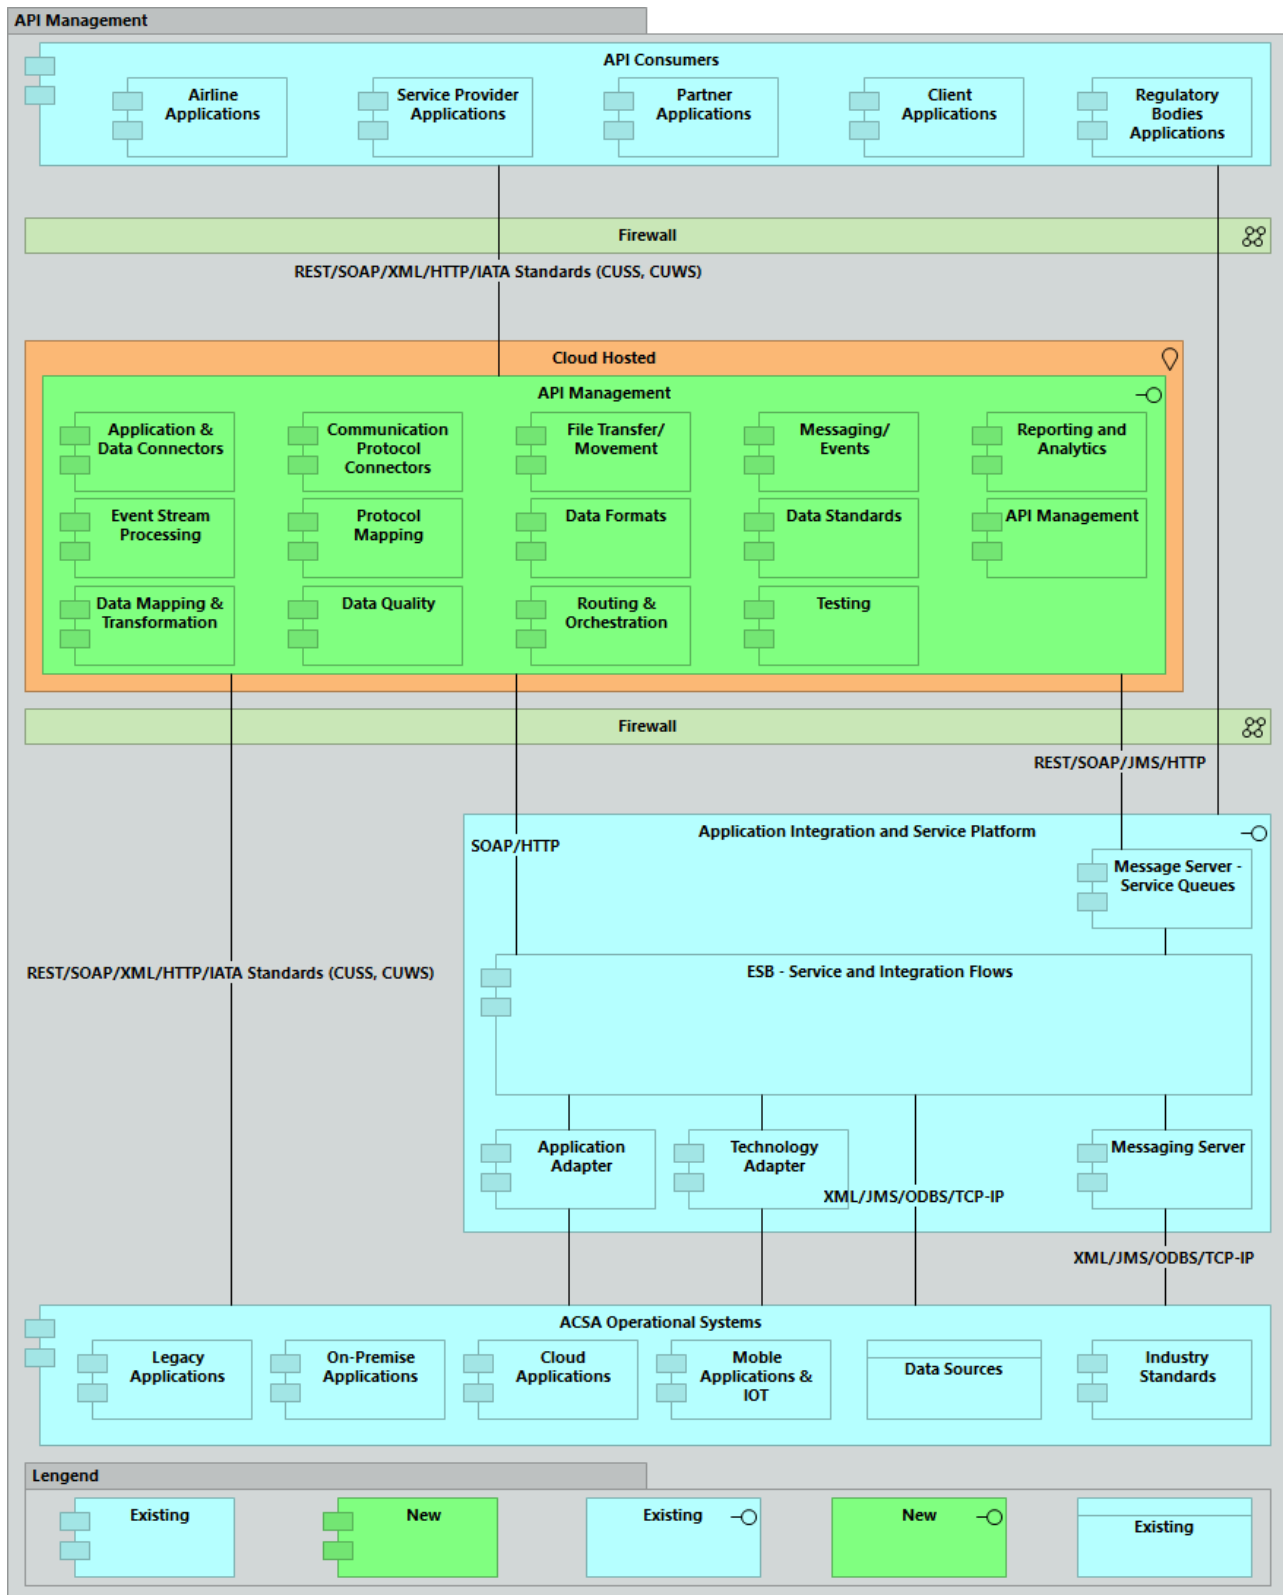 API Management
API Consumers
Airline
Applications
Service Provider
Applications
Partner
Applications
Client
Applications
Regulatory
Bodies
Applications
Firewall
REST/SOAP/XML/HTTP/IATA Standards (CUSS, CUWS)
Cloud Hosted
API Management
Application &
Data Connectors
Communication
Protocol
Connectors
File Transfer/
Movement
Messaging/
Events
Reporting and
Analytics
Event Stream
Processing
Protocol
Mapping
Data Formats
Data Standards
API Management
Data Mapping &
Transformation
Data Quality
Routing &
Orchestration
Testing
Firewall
REST/SOAP/JMS/HTTP
Application Integration and Service Platform
SOAP/HTTP
Message Server -
Service Queues
REST/SOAP/XML/HTTP/IATA Standards (CUSS, CUWS)
ESB - Service and Integration Flows
Application
Adapter
Technology
Adapter
Messaging Server
XML/JMS/ODBS/TCP-IP
XML/JMS/ODBS/TCP-IP
ACSA Operational Systems
Legacy
Applications
On-Premise
Applications
Cloud
Applications
Moble
Applications &
IOT
Data Sources
Industry
Standards
Lengend
Existing
New
Existing
New
Existing